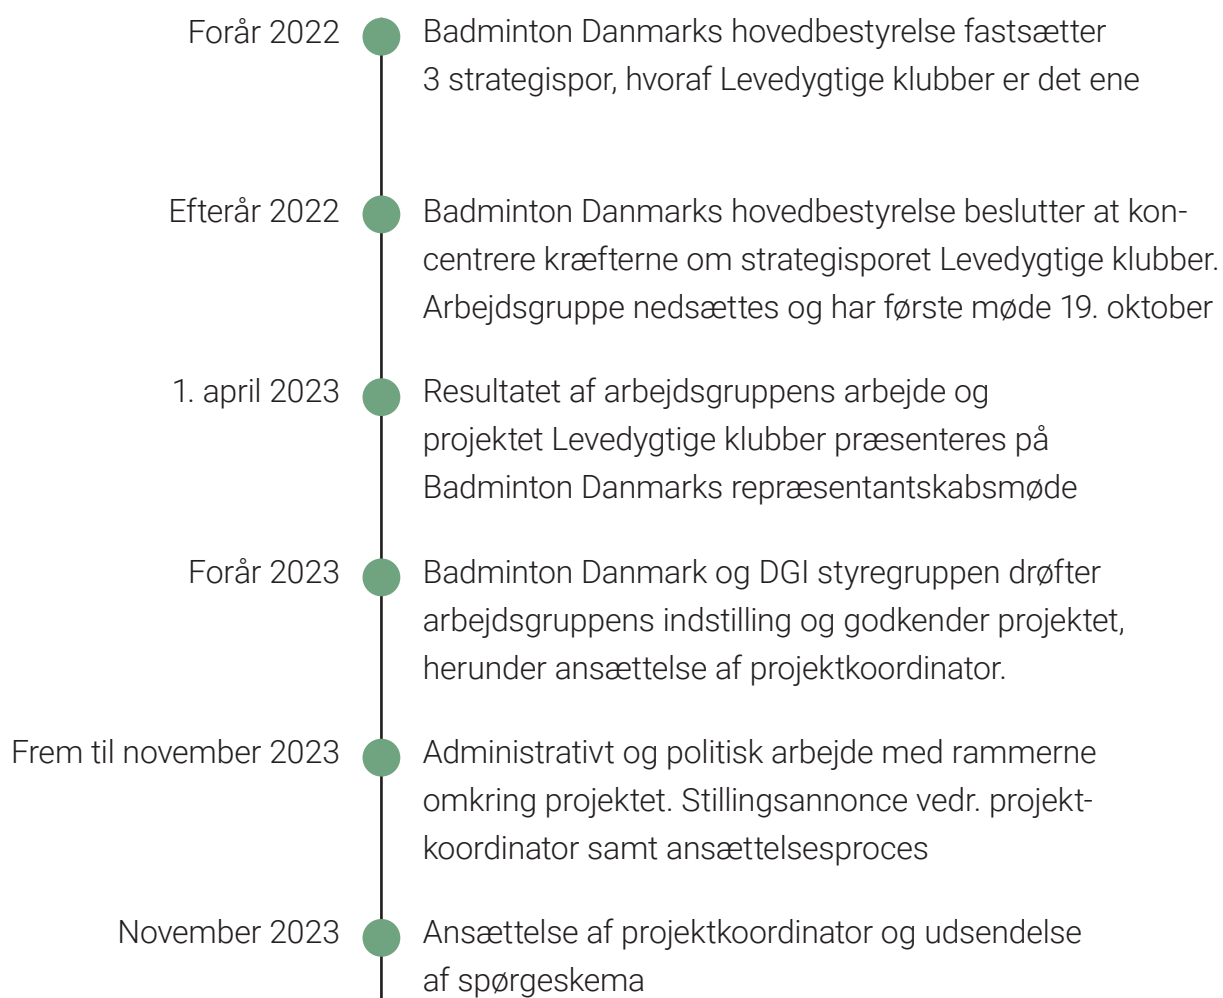 Forår 2022
Badminton Danmarks hovedbestyrelse fastsætter
3 strategispor, hvoraf Levedygtige klubber er det ene
Efterår 2022
Badminton Danmarks hovedbestyrelse beslutter at kon-
centrere kræfterne om strategisporet Levedygtige klubber.
Arbejdsgruppe nedsættes og har første møde 19. oktober
1. april 2023
Resultatet af arbejdsgruppens arbejde og
projektet Levedygtige klubber præsenteres på
Badminton Danmarks repræsentantskabsmøde
Forår 2023
Badminton Danmark og DGI styregruppen drøfter
arbejdsgruppens indstilling og godkender projektet,
herunder ansættelse af projektkoordinator.
Frem til november 2023
Administrativt og politisk arbejde med rammerne
omkring projektet. Stillingsannonce vedr. projekt-
koordinator samt ansættelsesproces
November 2023
Ansættelse af projektkoordinator og udsendelse
af spørgeskema